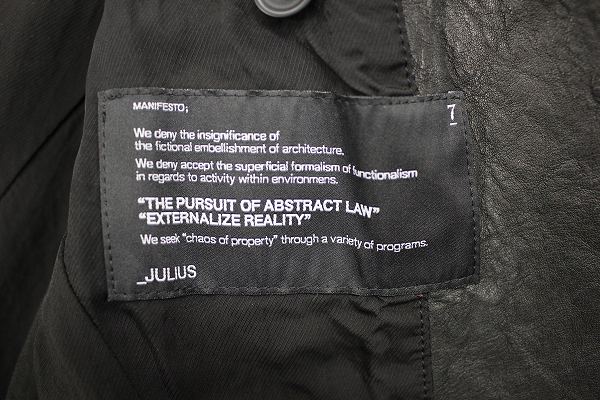 MANIFESTO;
7
We deny the insignificance of
the fictional embellishment of architecture.
We deny accept the superficial formalism of functionalism
in regards to activity within environmens.
“THE PURSUIT OF ABSTRACT LAW”
“EXTERNALIZE REALITY”
We seek “chaos of property” through a variety of programs.
_JULIUS